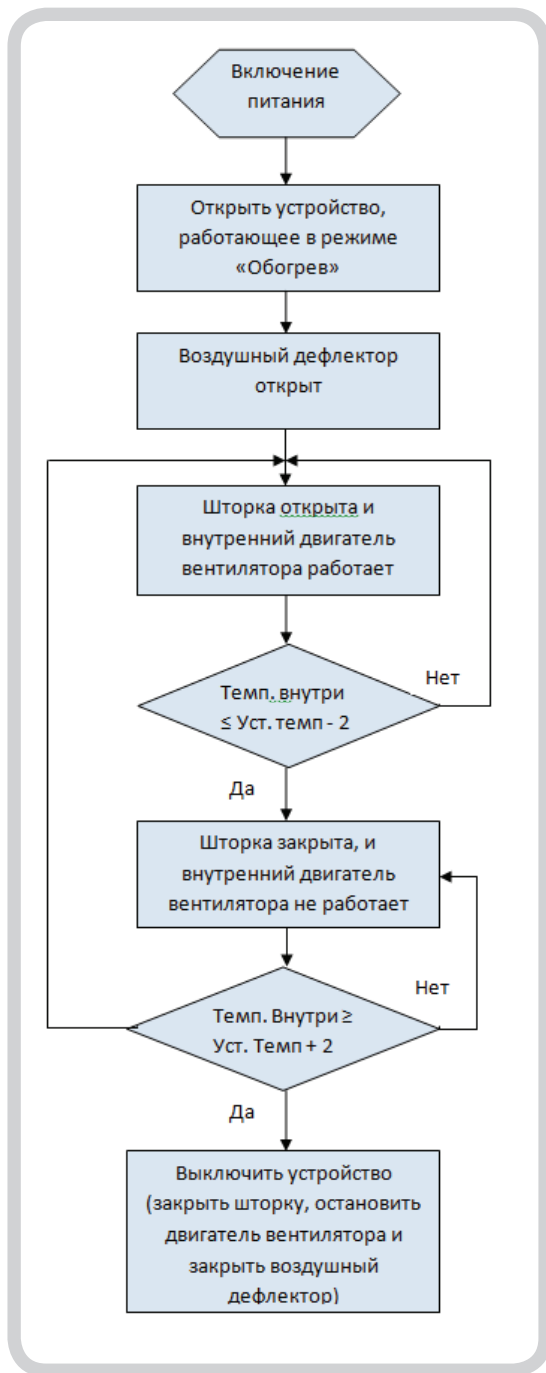 Включение
питания
Открыть устройство,
работающее в режиме
«Обогрев»
Воздушный дефлектор
открыт
Шторка открыта и
внутренний двигатель
вентилятора работает
Темп. внутри
≤ Уст. темп - 2
Нет
Да
Шторка закрыта, и
внутренний двигатель
вентилятора не работает
Темп. Внутри ≥
Уст. Темп + 2
Нет
Да
Выключить устройство
(закрыть шторку, остановить
двигатель вентилятора и
закрыть воздушный
дефлектор)